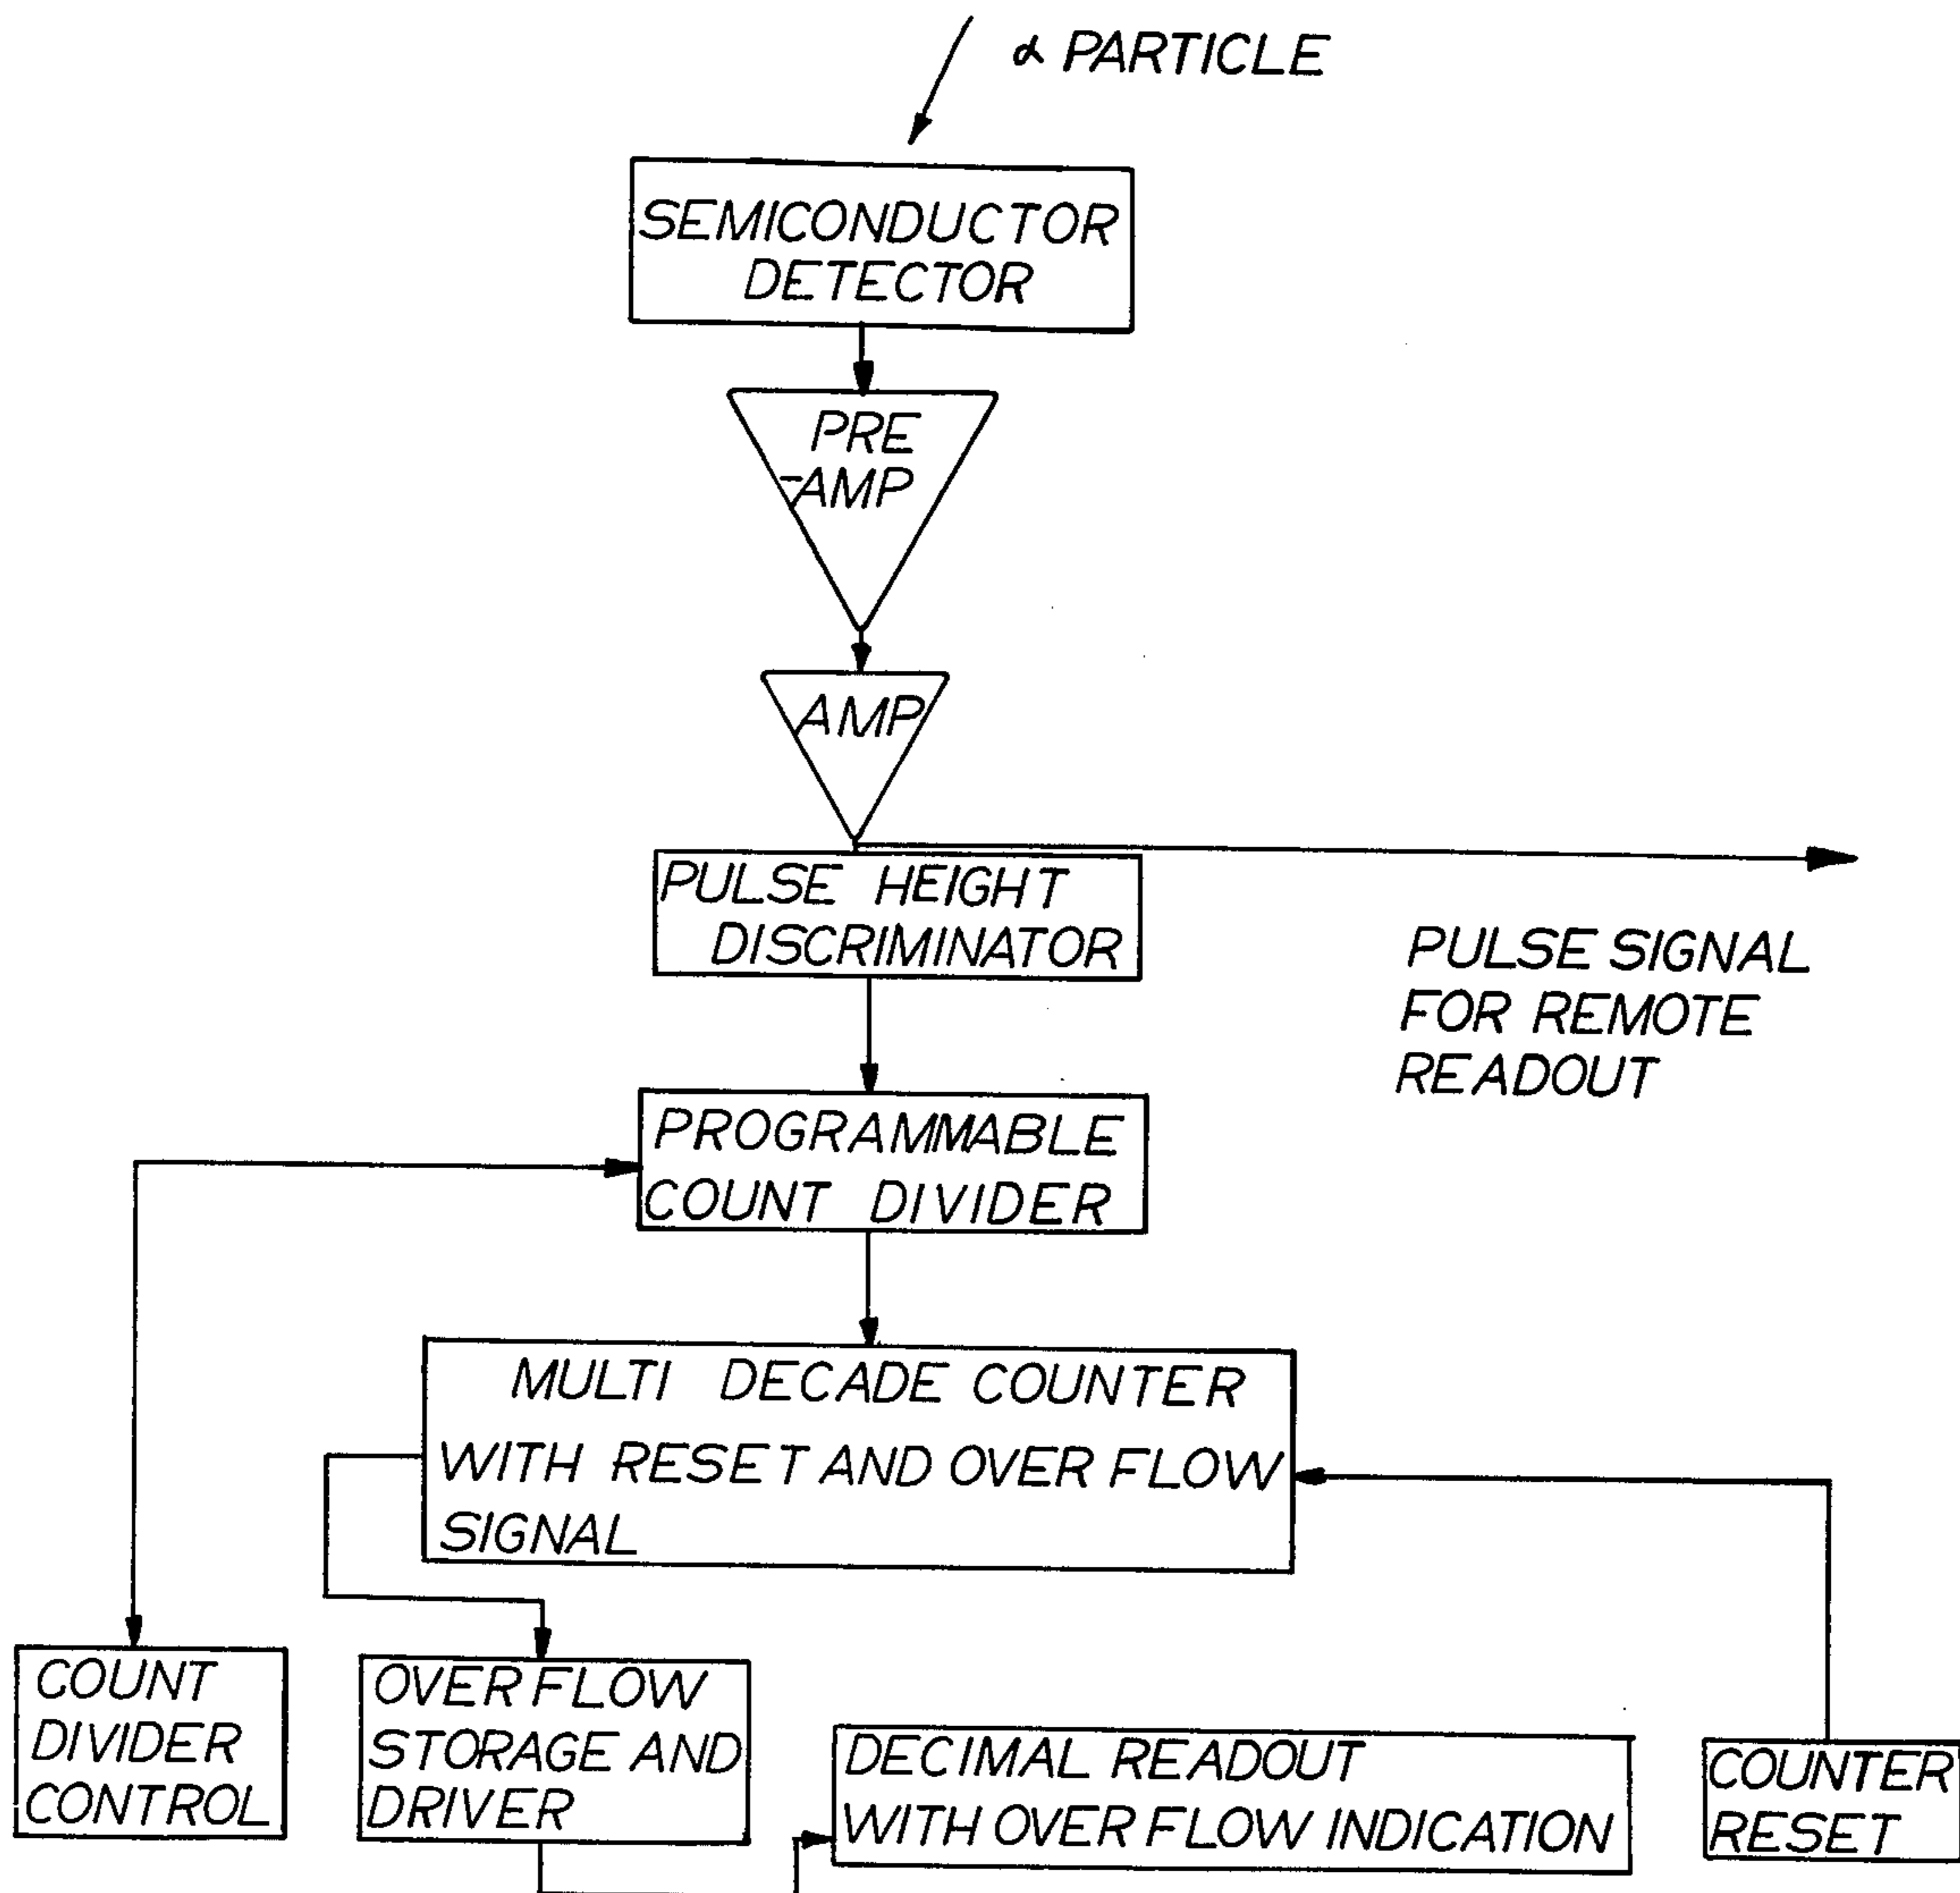 α PARTICLE
SEMICONDUCTOR
DETECTOR
PRE
-AMP
AMP
PULSE HEIGHT
DISCRIMINATOR
PULSE SIGNAL
FOR REMOTE
READOUT
PROGRAMMABLE
COUNT DIVIDER
MULTI DECADE COUNTER
WITH RESET AND OVER FLOW
SIGNAL
COUNT
DIVIDER
CONTROL
OVER FLOW
STORAGE AND
DRIVER
DECIMAL READOUT
WITH OVER FLOW INDICATION
COUNTER
RESET